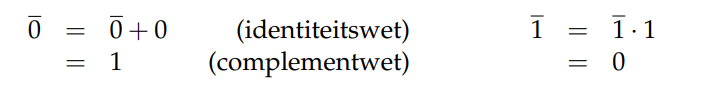 0̅ = 0̅ + 0 (identiteitswet) 1̅ = 1̅ · 1
= 1 (complementwet) = 0